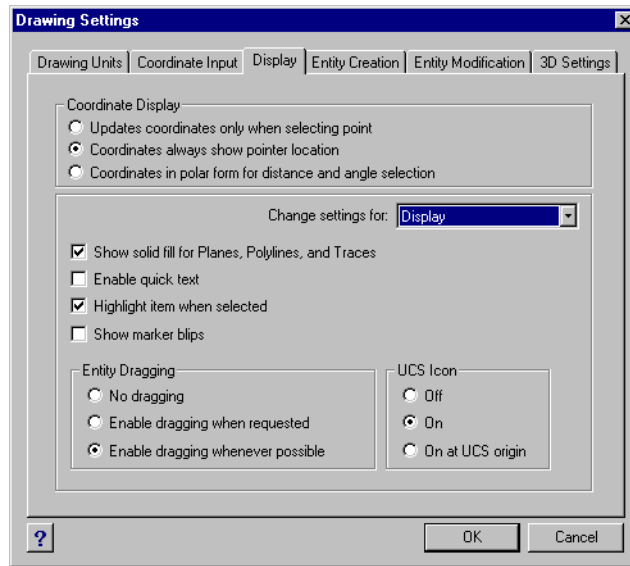 Drawing Settings
Drawing Units Coordinate Input Display Entity Creation Entity Modification 3D Settings
Coordinate Display
Updates coordinates only when selecting point
Coordinates always show pointer location
Coordinates in polar form for distance and angle selection
Change settings for: Display
Show solid fill for Planes, Polylines, and Traces
Enable quick text
Highlight item when selected
Show marker blips
Entity Dragging
No dragging
Enable dragging when requested
Enable dragging whenever possible
UCS Icon
Off
On
On at UCS origin
? OK Cancel